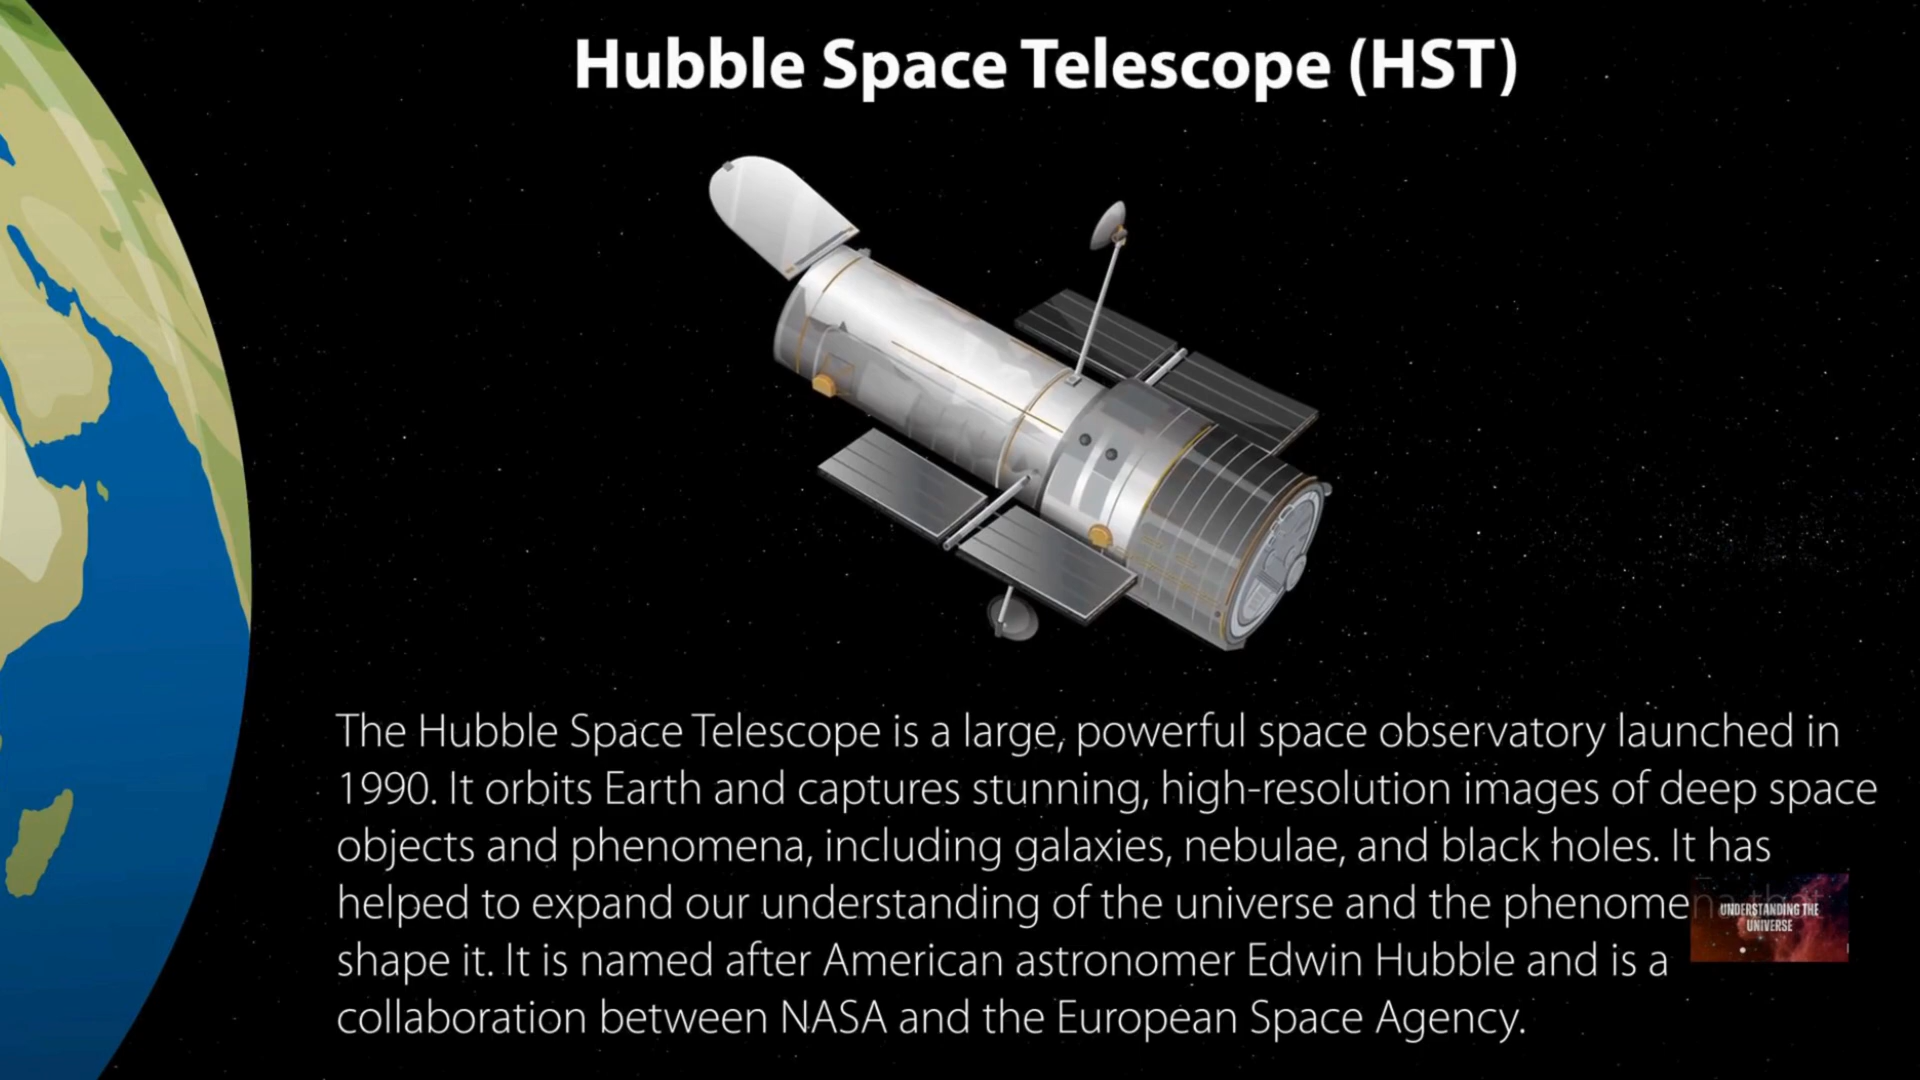 Hubble Space Telescope (HST)
The Hubble Space Telescope is a large, powerful space observatory launched in
1990. It orbits Earth and captures stunning, high-resolution images of deep space
objects and phenomena, including galaxies, nebulae, and black holes. It has
helped to expand our understanding of the universe and the phenomena that
shape it. It is named after American astronomer Edwin Hubble and is a
collaboration between NASA and the European Space Agency.
UNDERSTANDING THE
UNIVERSE